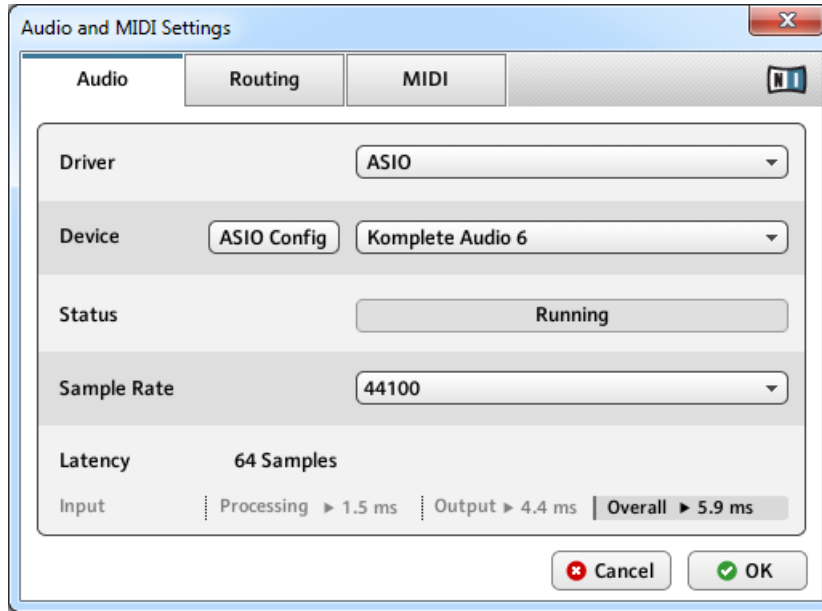 Audio and MIDI Settings
Audio Routing MIDI NI
Driver ASIO
Device ASIO Config Komplete Audio 6
Status Running
Sample Rate 44100
Latency 64 Samples
Input Processing ▶ 1.5 ms Output ▶ 4.4 ms Overall ▶ 5.9 ms
Cancel OK